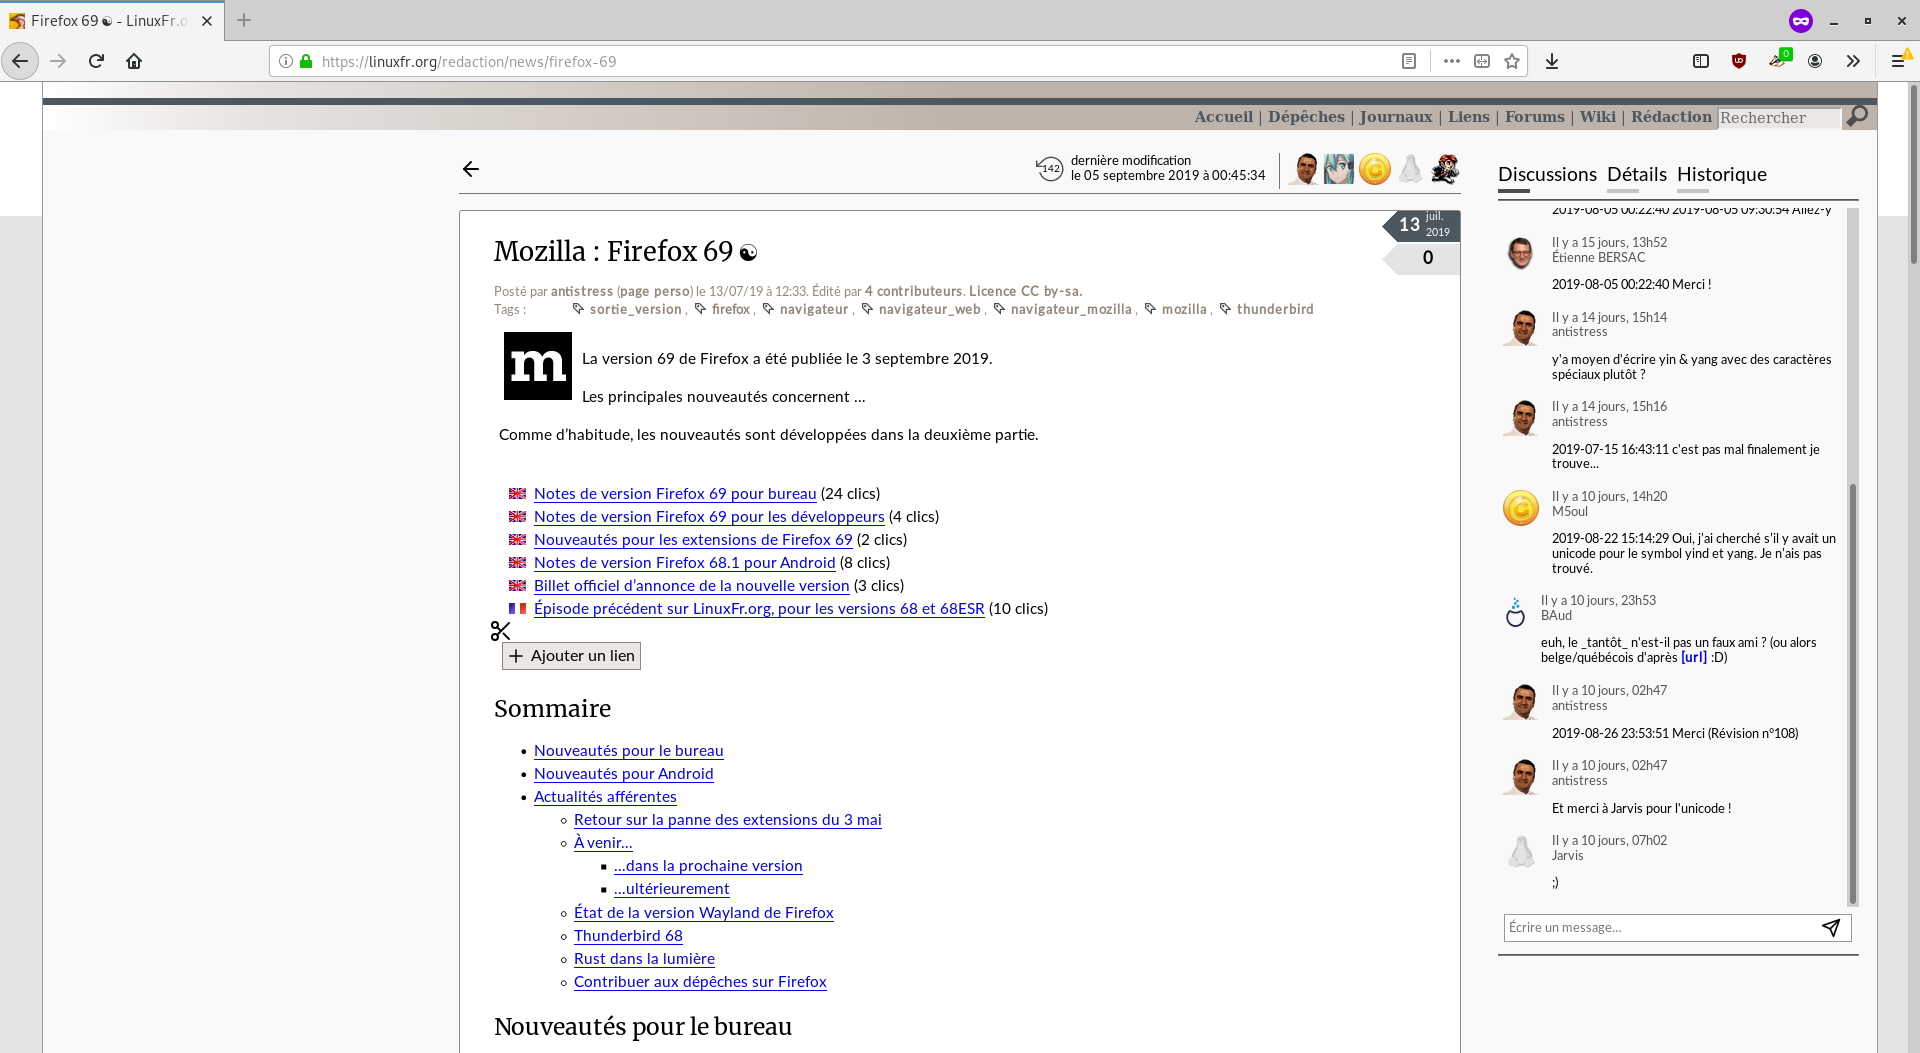 Firefox 69 ☯ - LinuxFr.o
0
https://linuxfr.org/redaction/news/firefox-69
Accueil | Dépêches | Journaux | Liens | Forums | Wiki | Rédaction Rechercher
142
dernière modification
le 05 septembre 2019 à 00:45:34
13 juil. 2019
0
Mozilla : Firefox 69 ☯
Posté par antistress (page perso) le 13/07/19 à 12:33. Édité par 4 contributeurs. Licence CC by-sa.
Tags : sortie_version , firefox , navigateur , navigateur_web , navigateur_mozilla , mozilla , thunderbird
m
La version 69 de Firefox a été publiée le 3 septembre 2019.
Les principales nouveautés concernent …
Comme d’habitude, les nouveautés sont développées dans la deuxième partie.
Notes de version Firefox 69 pour bureau (24 clics)
Notes de version Firefox 69 pour les développeurs (4 clics)
Nouveautés pour les extensions de Firefox 69 (2 clics)
Notes de version Firefox 68.1 pour Android (8 clics)
Billet officiel d’annonce de la nouvelle version (3 clics)
Épisode précédent sur LinuxFr.org, pour les versions 68 et 68ESR (10 clics)
Ajouter un lien
Sommaire
• Nouveautés pour le bureau
• Nouveautés pour Android
• Actualités afférentes
◦ Retour sur la panne des extensions du 3 mai
◦ À venir…
▪ …dans la prochaine version
▪ …ultérieurement
◦ État de la version Wayland de Firefox
◦ Thunderbird 68
◦ Rust dans la lumière
◦ Contribuer aux dépêches sur Firefox
Nouveautés pour le bureau
Discussions Détails Historique
2019-08-05 00:22:40 2019-08-05 09:30:54 Allez-y
Il y a 15 jours, 13h52
Étienne BERSAC
2019-08-05 00:22:40 Merci !
Il y a 14 jours, 15h14
antistress
y'a moyen d'écrire yin & yang avec des caractères
spéciaux plutôt ?
Il y a 14 jours, 15h16
antistress
2019-07-15 16:43:11 c'est pas mal finalement je
trouve...
Il y a 10 jours, 14h20
M5oul
2019-08-22 15:14:29 Oui, j’ai cherché s’il y avait un
unicode pour le symbol yind et yang. Je n’ais pas
trouvé.
Il y a 10 jours, 23h53
BAud
euh, le _tantôt_ n'est-il pas un faux ami ? (ou alors
belge/québécois d'après [url] :D)
Il y a 10 jours, 02h47
antistress
2019-08-26 23:53:51 Merci (Révision n°108)
Il y a 10 jours, 02h47
antistress
Et merci à Jarvis pour l'unicode !
Il y a 10 jours, 07h02
Jarvis
;)
Écrire un message…